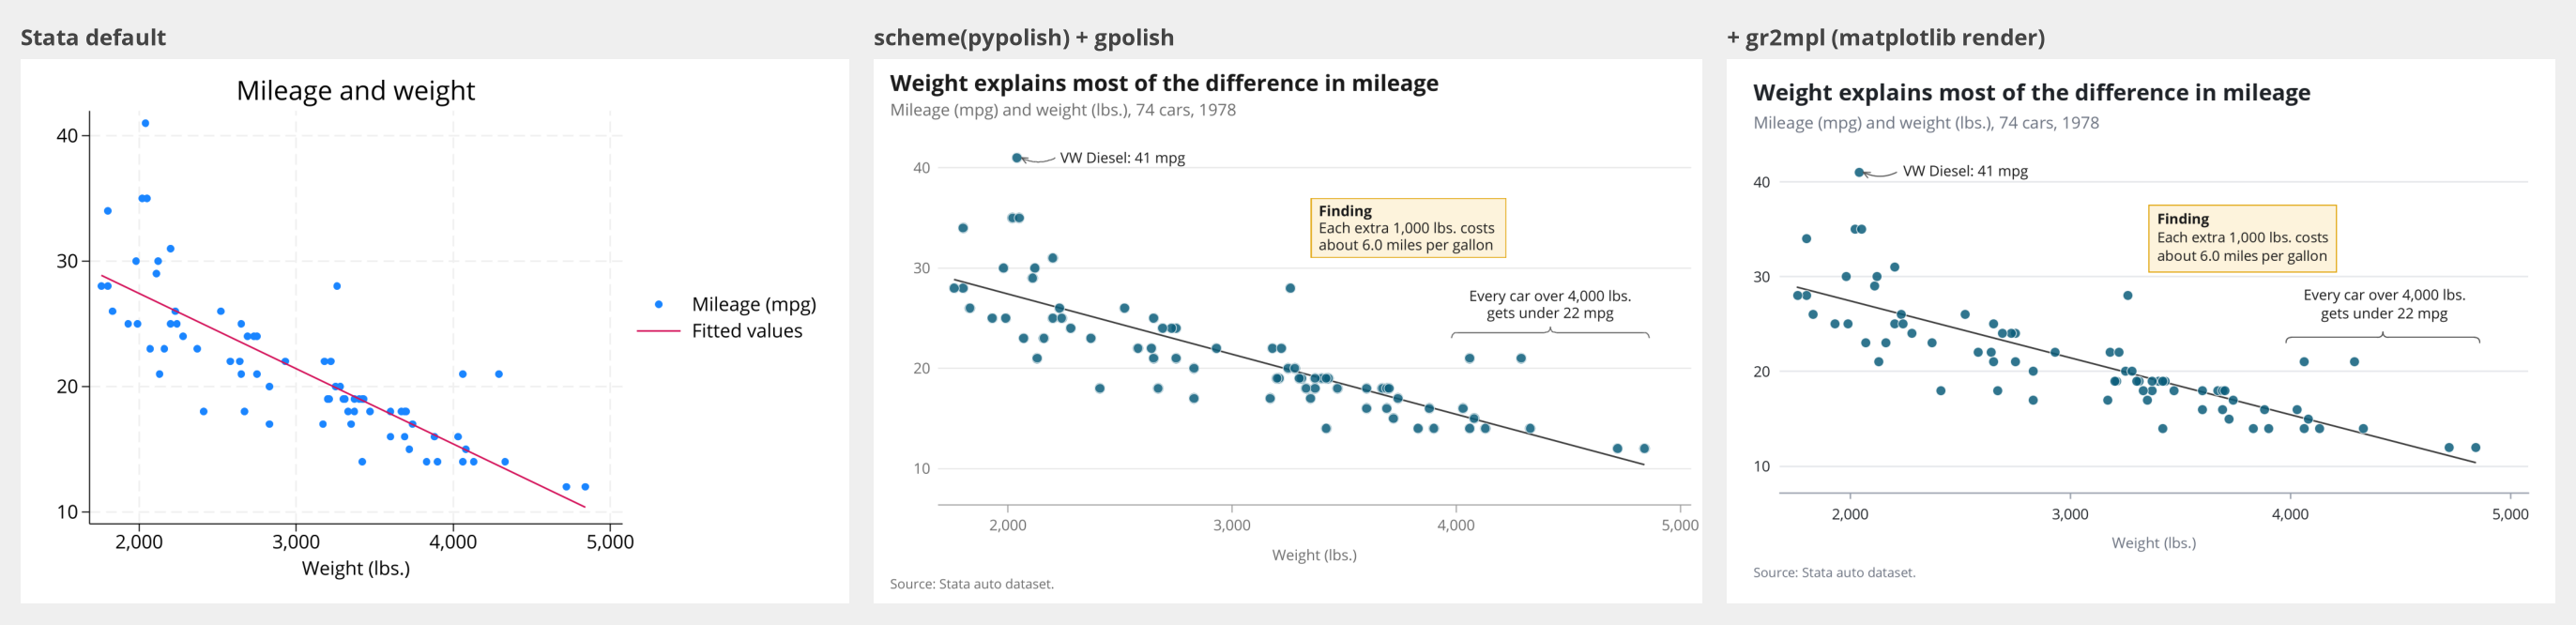 Stata default
Mileage and weight
40
30
20
10
2,000 3,000 4,000 5,000
Weight (lbs.)
Mileage (mpg)
Fitted values
scheme(pypolish) + gpolish
Weight explains most of the difference in mileage
Mileage (mpg) and weight (lbs.), 74 cars, 1978
VW Diesel: 41 mpg
40
Finding
Each extra 1,000 lbs. costs
about 6.0 miles per gallon
30
Every car over 4,000 lbs.
gets under 22 mpg
20
10
2,000 3,000 4,000 5,000
Weight (lbs.)
Source: Stata auto dataset.
+ gr2mpl (matplotlib render)
Weight explains most of the difference in mileage
Mileage (mpg) and weight (lbs.), 74 cars, 1978
VW Diesel: 41 mpg
40
Finding
Each extra 1,000 lbs. costs
about 6.0 miles per gallon
30
Every car over 4,000 lbs.
gets under 22 mpg
20
10
2,000 3,000 4,000 5,000
Weight (lbs.)
Source: Stata auto dataset.